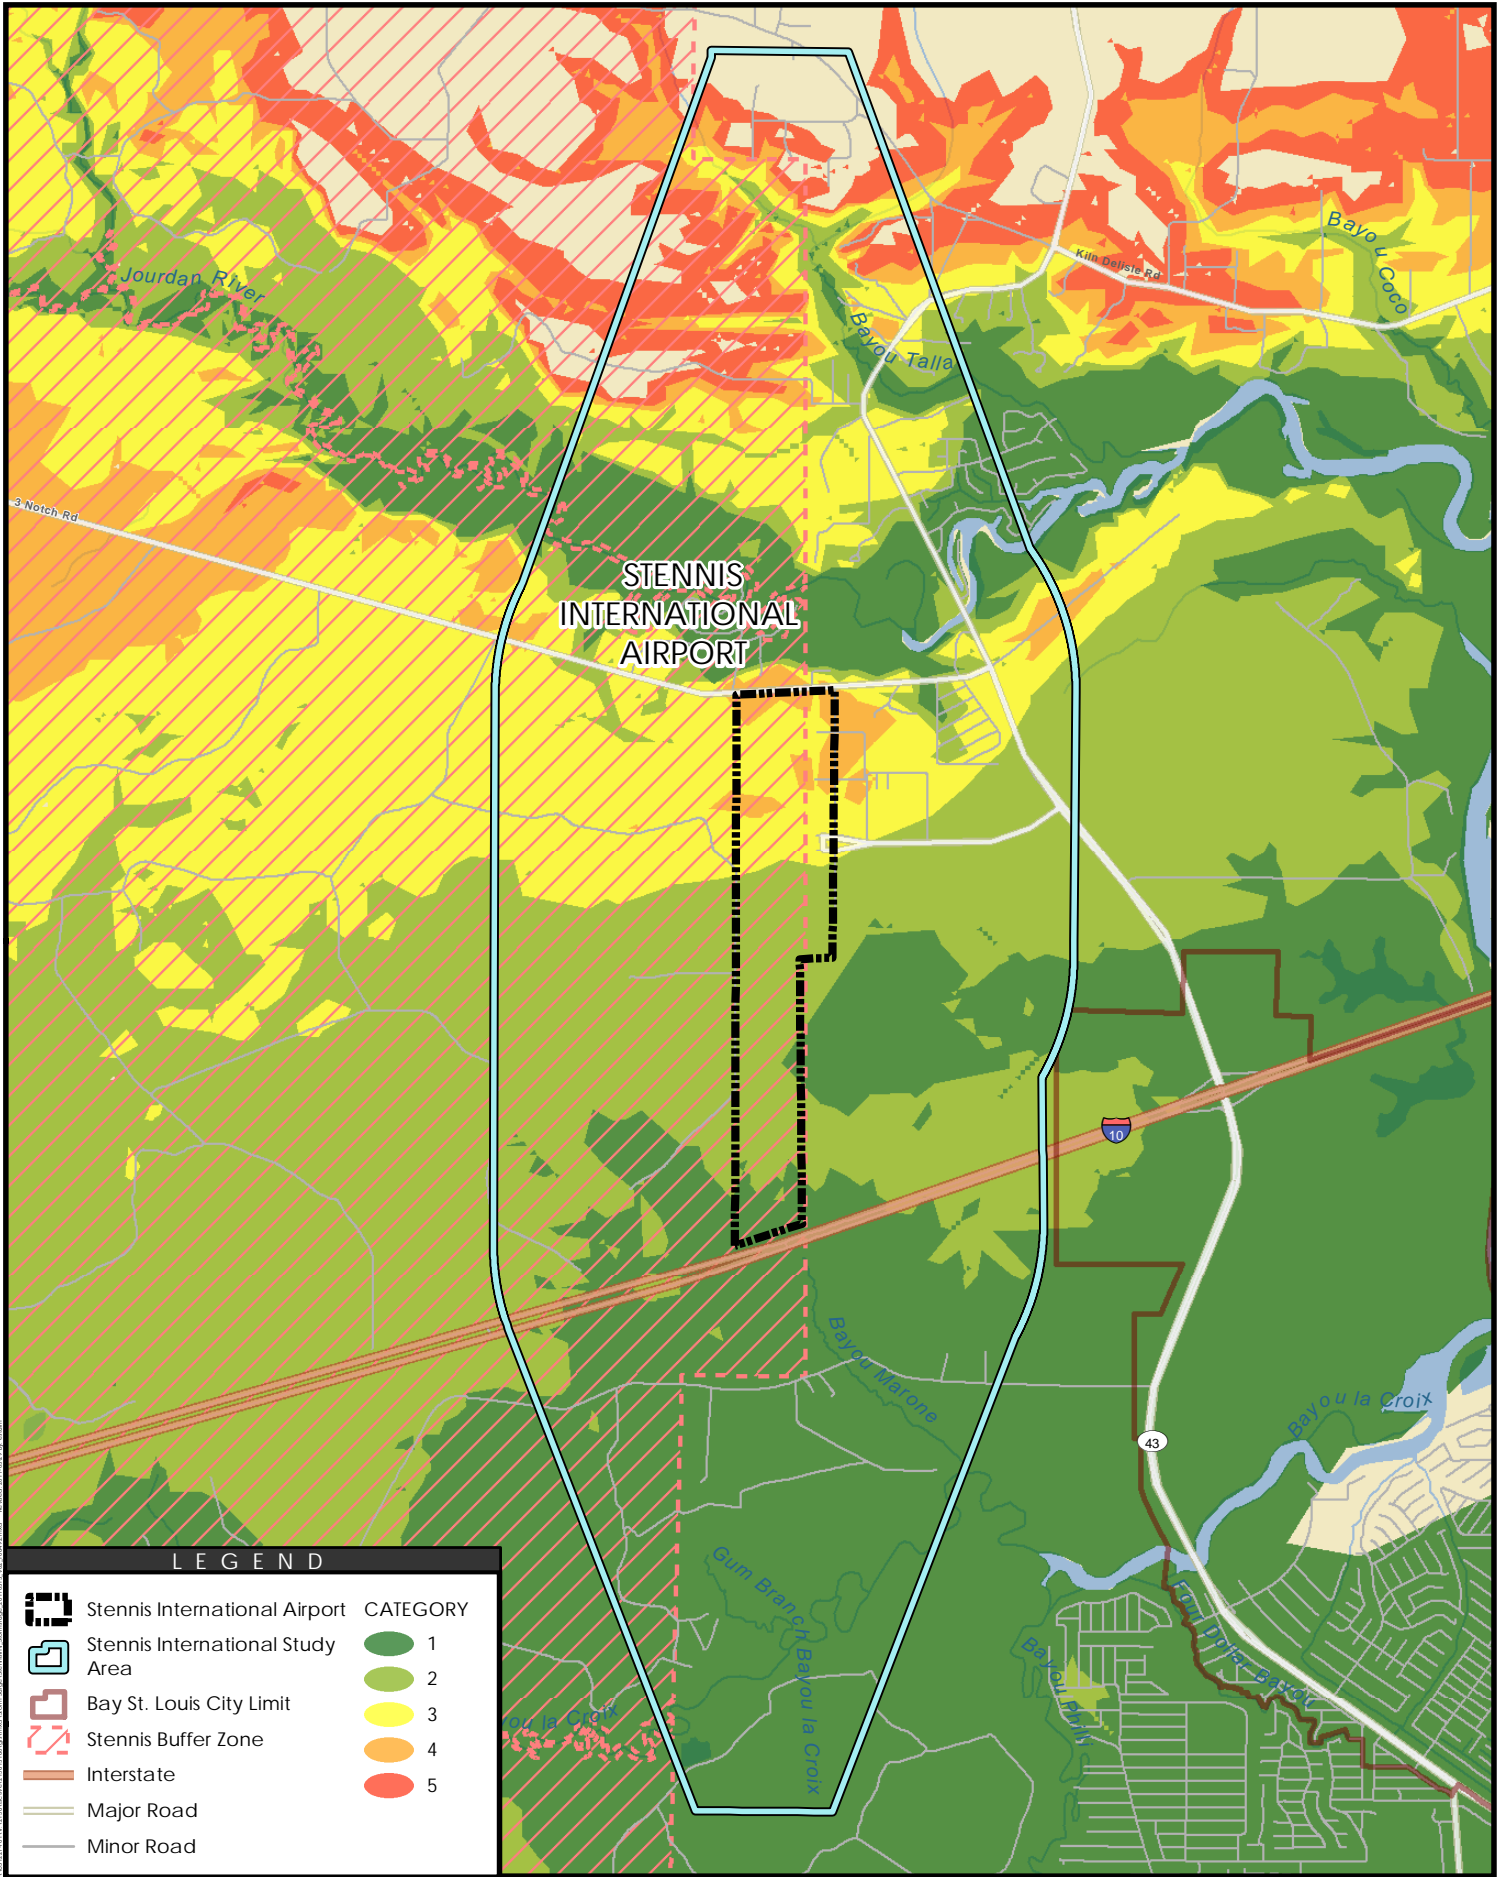 Jourdan River
Kiln Delisle Rd
Bayou Coco
Bayou Talla
3 Notch Rd
STENNIS
INTERNATIONAL
AIRPORT
10
Bayou Marone
Bayou la Croix
43
Gum Branch Bayou la Croix
Four Dollar Bayou
Bayou Philli
you la Croix
LEGEND
Stennis International Airport
Stennis International Study
Area
Bay St. Louis City Limit
Stennis Buffer Zone
Interstate
Major Road
Minor Road
CATEGORY
1
2
3
4
5